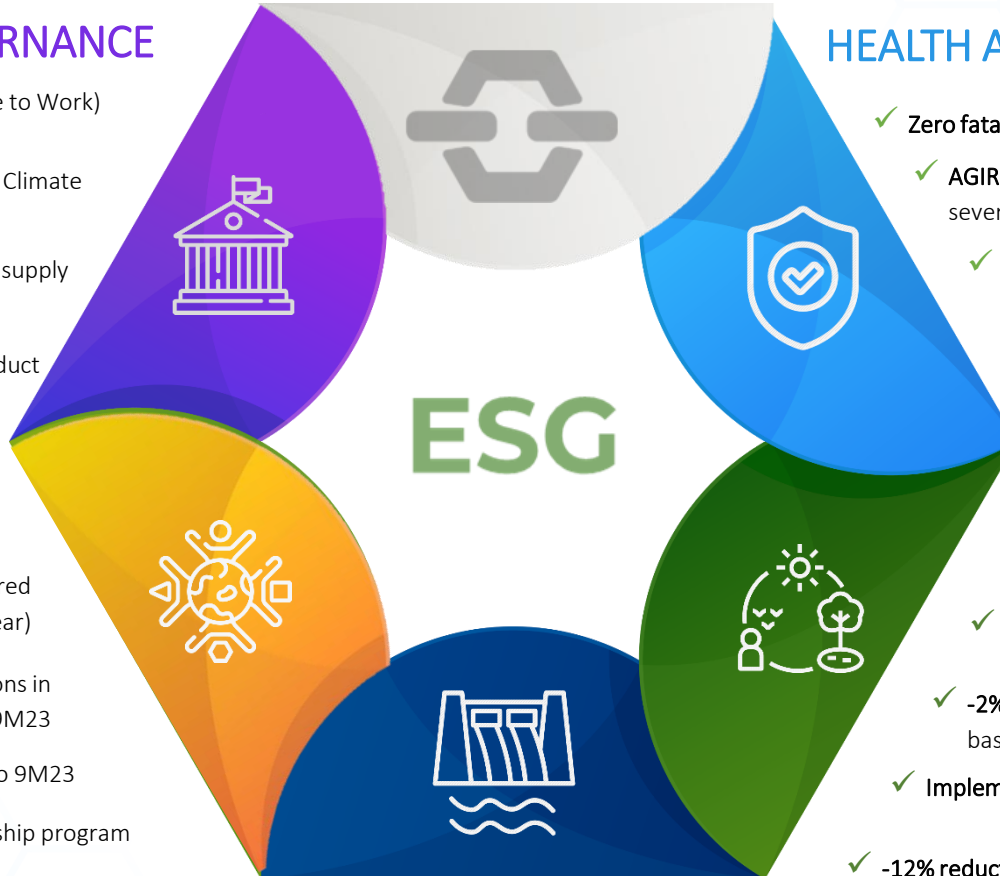 RNANCE
e to Work)
Climate
supply
duct
red
ear)
ons in
9M23
o 9M23
ship program
ESG
HEALTH A
Zero fata
AGIR
sever
-2%
bas
Implem
-12% reduct